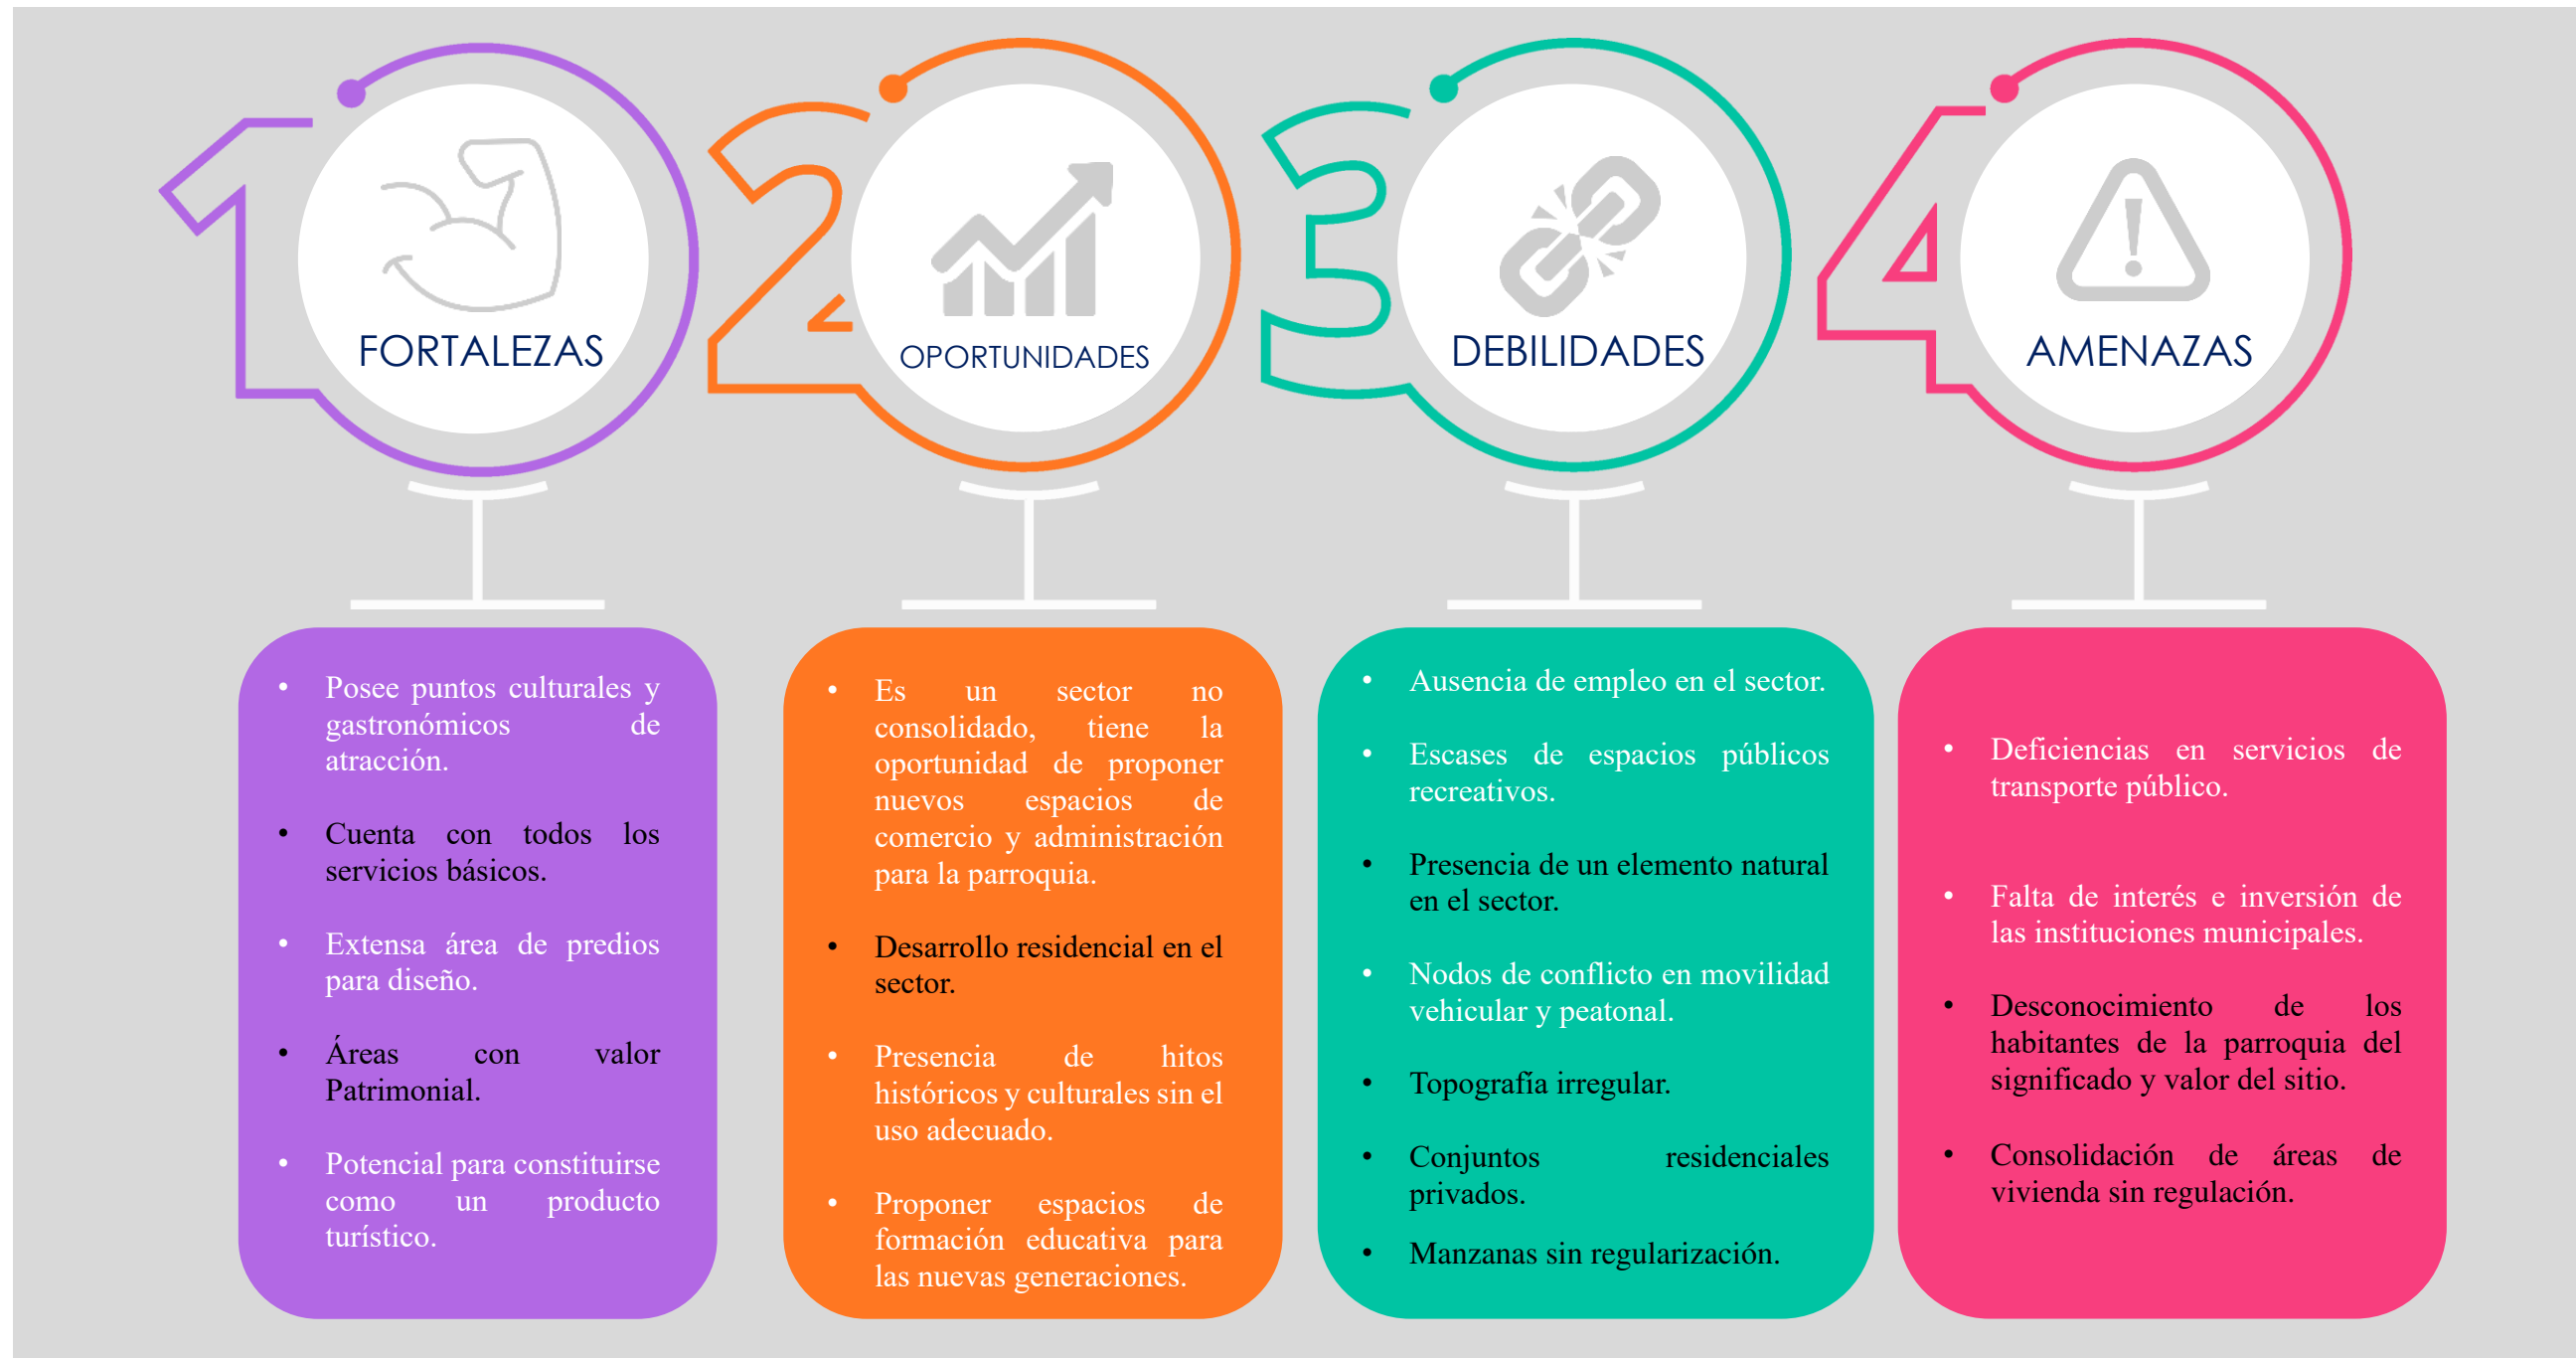 1
FORTALEZAS
2
OPORTUNIDADES
3
DEBILIDADES
4
AMENAZAS
• Posee puntos culturales y
gastronómicos de
atracción.
• Cuenta con todos los
servicios básicos.
• Extensa área de predios
para diseño.
• Áreas con valor
Patrimonial.
• Potencial para constituirse
como un producto
turístico.
• Es un sector no
consolidado, tiene la
oportunidad de proponer
nuevos espacios de
comercio y administración
para la parroquia.
• Desarrollo residencial en el
sector.
• Presencia de hitos
históricos y culturales sin el
uso adecuado.
• Proponer espacios de
formación educativa para
las nuevas generaciones.
• Ausencia de empleo en el sector.
• Escases de espacios públicos
recreativos.
• Presencia de un elemento natural
en el sector.
• Nodos de conflicto en movilidad
vehicular y peatonal.
• Topografía irregular.
• Conjuntos residenciales
privados.
• Manzanas sin regularización.
• Deficiencias en servicios de
transporte público.
• Falta de interés e inversión de
las instituciones municipales.
• Desconocimiento de los
habitantes de la parroquia del
significado y valor del sitio.
• Consolidación de áreas de
vivienda sin regulación.